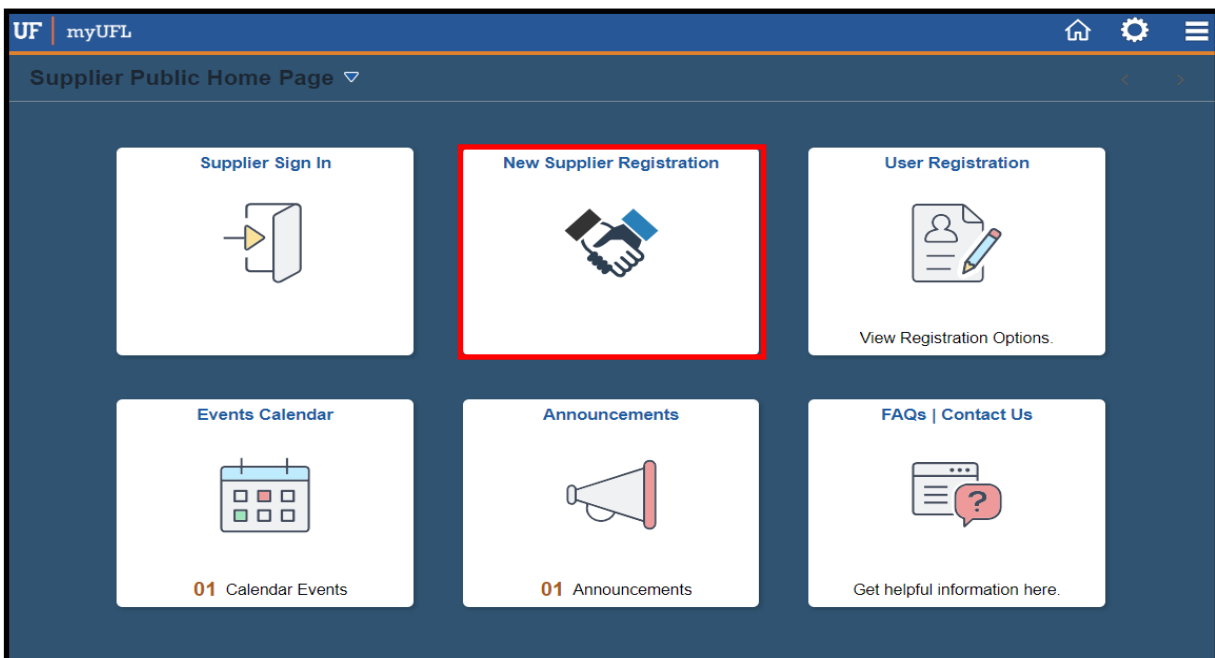 UF myUFL
Supplier Public Home Page
Supplier Sign In
New Supplier Registration
User Registration
View Registration Options.
Events Calendar
Announcements
FAQs | Contact Us
?
01 Calendar Events
01 Announcements
Get helpful information here.